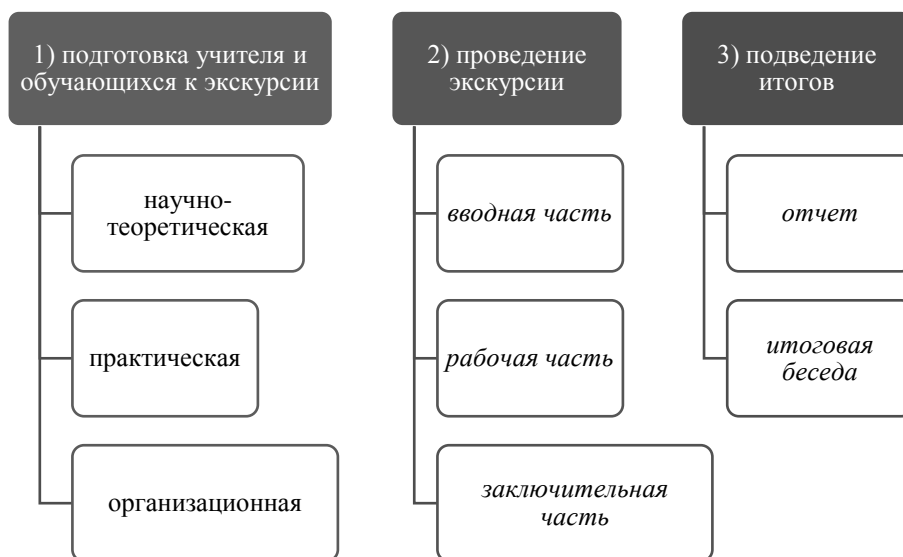 1) подготовка учителя и
обучающихся к экскурсии
научно-
теоретическая
практическая
организационная
2) проведение
экскурсии
вводная часть
рабочая часть
заключительная
часть
3) подведение
итогов
отчет
итоговая
беседа